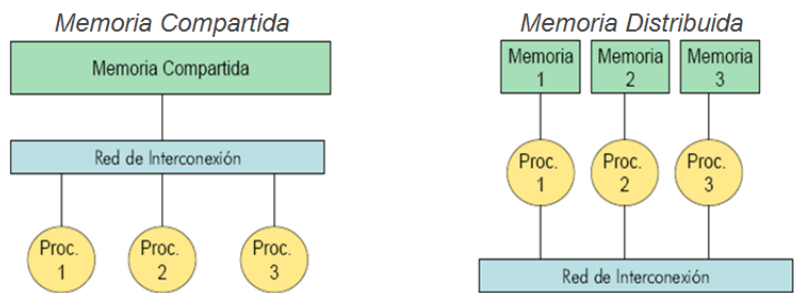 Memoria Compartida
Memoria Compartida
Red de Interconexión
Proc.
1
Proc.
2
Proc.
3
Memoria Distribuida
Memoria
1
Memoria
2
Memoria
3
Proc.
1
Proc.
2
Proc.
3
Red de Interconexión